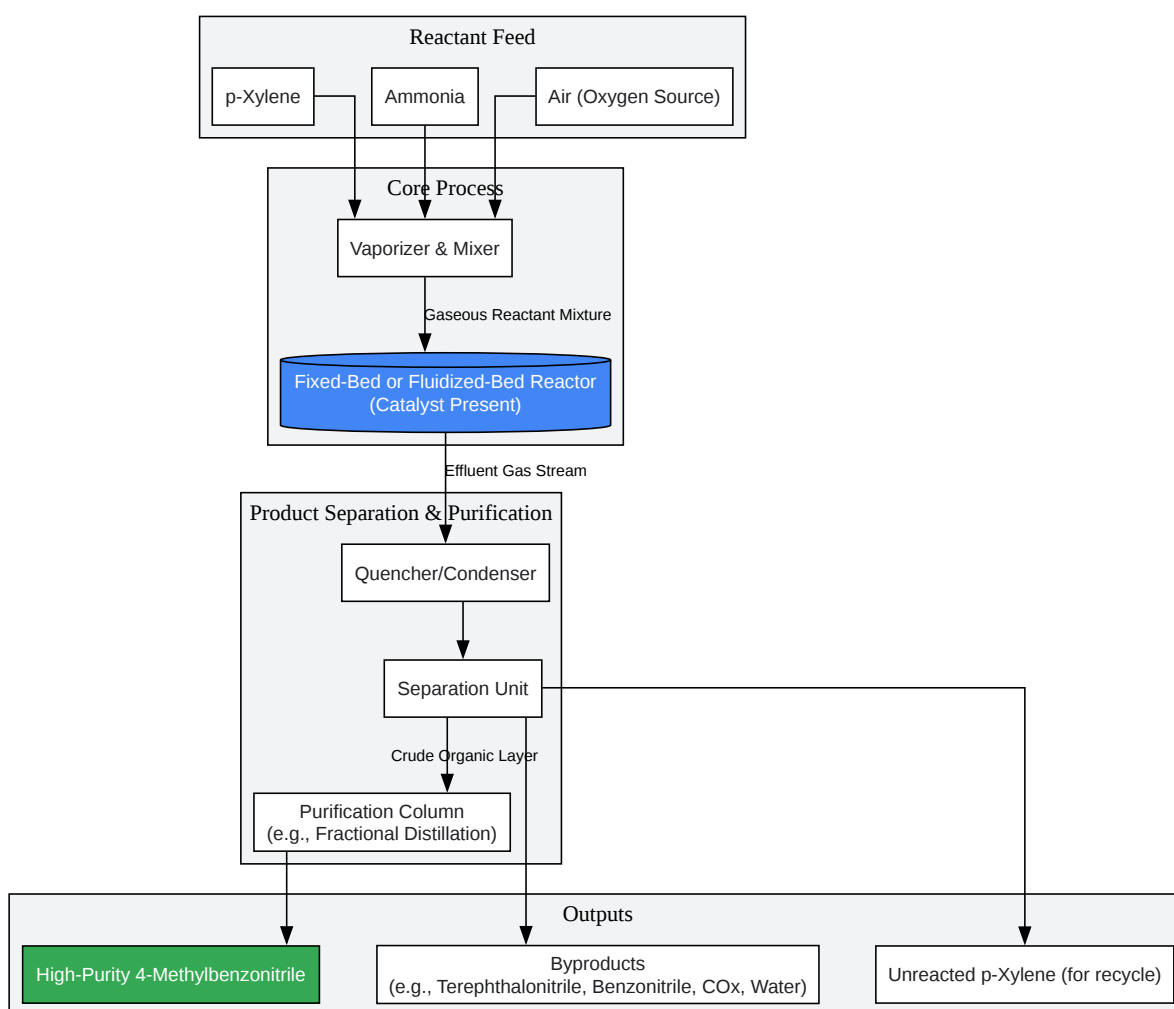 Reactant Feed
p-Xylene
Ammonia
Air (Oxygen Source)
Core Process
Vaporizer & Mixer
Gaseous Reactant Mixture
Fixed-Bed or Fluidized-Bed Reactor
(Catalyst Present)
Effluent Gas Stream
Product Separation & Purification
Quencher/Condenser
Separation Unit
Crude Organic Layer
Purification Column
(e.g., Fractional Distillation)
Outputs
High-Purity 4-Methylbenzonitrile
Byproducts
(e.g., Terephthalonitrile, Benzonitrile, COx, Water)
Unreacted p-Xylene (for recycle)